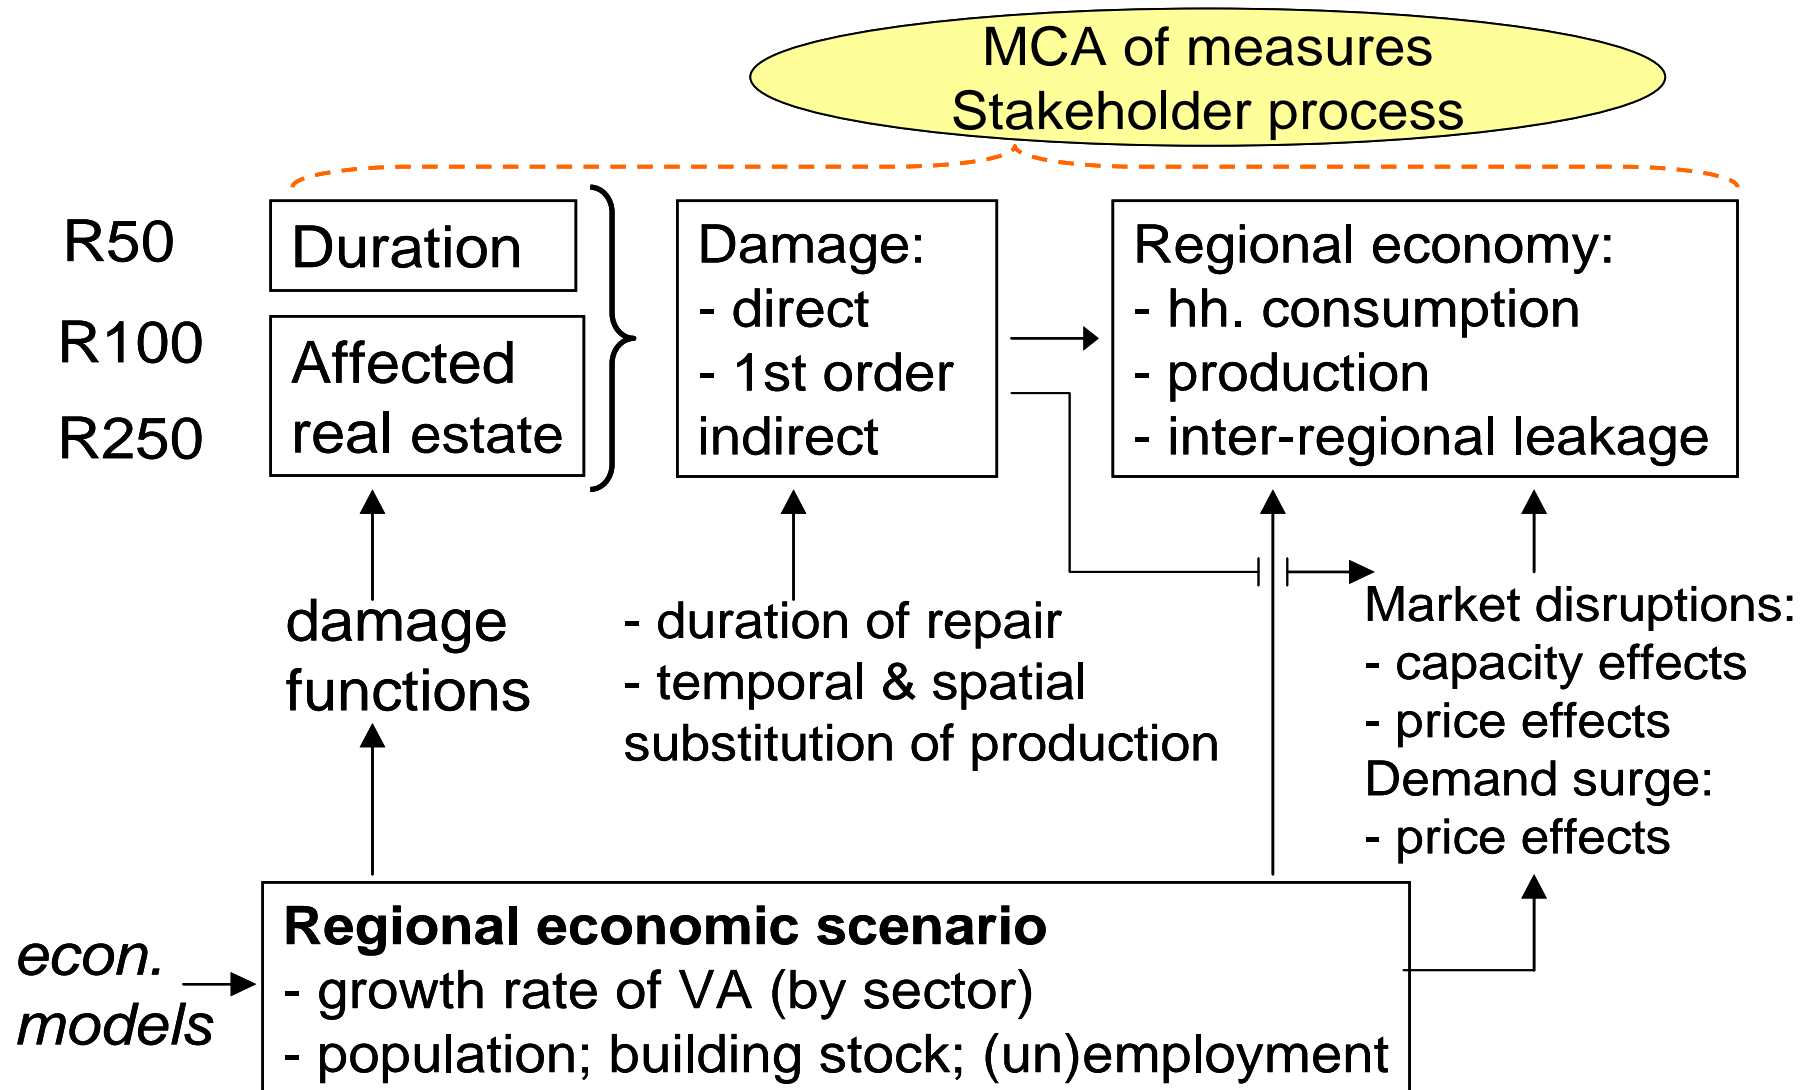 MCA of measures
Stakeholder process
R50
R100
R250
Duration
Affected
real estate
Damage:
- direct
- 1st order
indirect
Regional economy:
- hh. consumption
- production
- inter-regional leakage
damage
functions
- duration of repair
- temporal & spatial
substitution of production
Market disruptions:
- capacity effects
- price effects
Demand surge:
- price effects
econ.
models
Regional economic scenario
- growth rate of VA (by sector)
- population; building stock; (un)employment